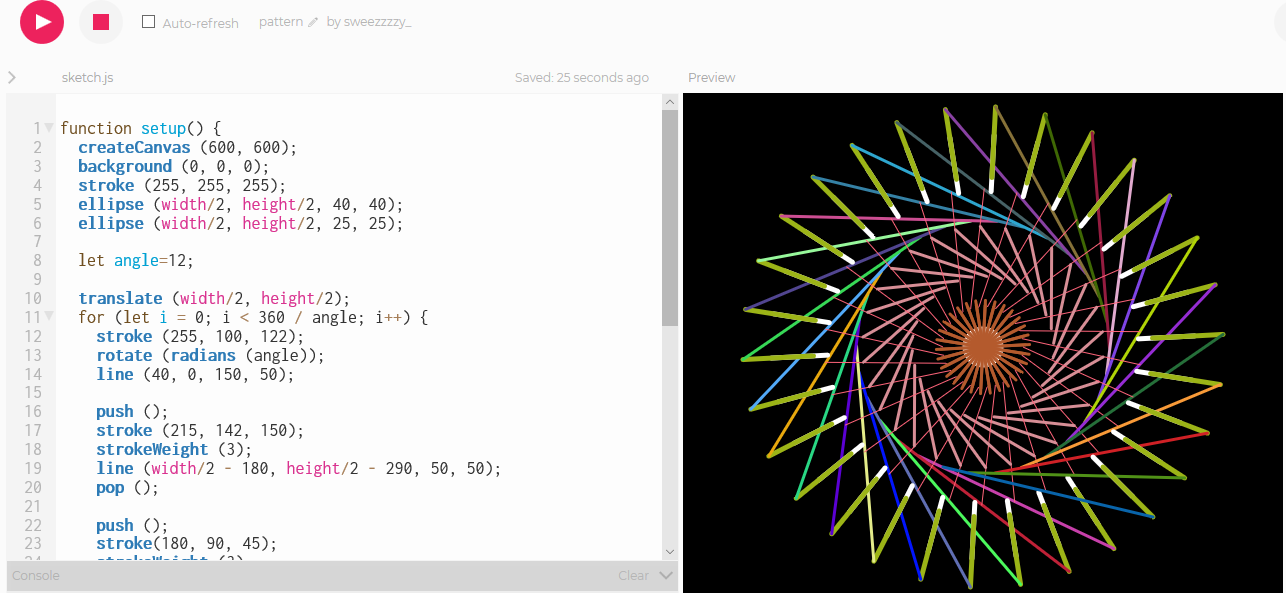 Auto-refresh pattern by sweezzzzy_
sketch.js Saved: 25 seconds ago Preview
1 function setup() {
2 createCanvas (600, 600);
3 background (0, 0, 0);
4 stroke (255, 255, 255);
5 ellipse (width/2, height/2, 40, 40);
6 ellipse (width/2, height/2, 25, 25);
7
8 let angle=12;
9
10 translate (width/2, height/2);
11 for (let i = 0; i < 360 / angle; i++) {
12 stroke (255, 100, 122);
13 rotate (radians (angle));
14 line (40, 0, 150, 50);
15
16 push ();
17 stroke (215, 142, 150);
18 strokeWeight (3);
19 line (width/2 - 180, height/2 - 290, 50, 50);
20 pop ();
21
22 push ();
23 stroke(180, 90, 45);
Console Clear